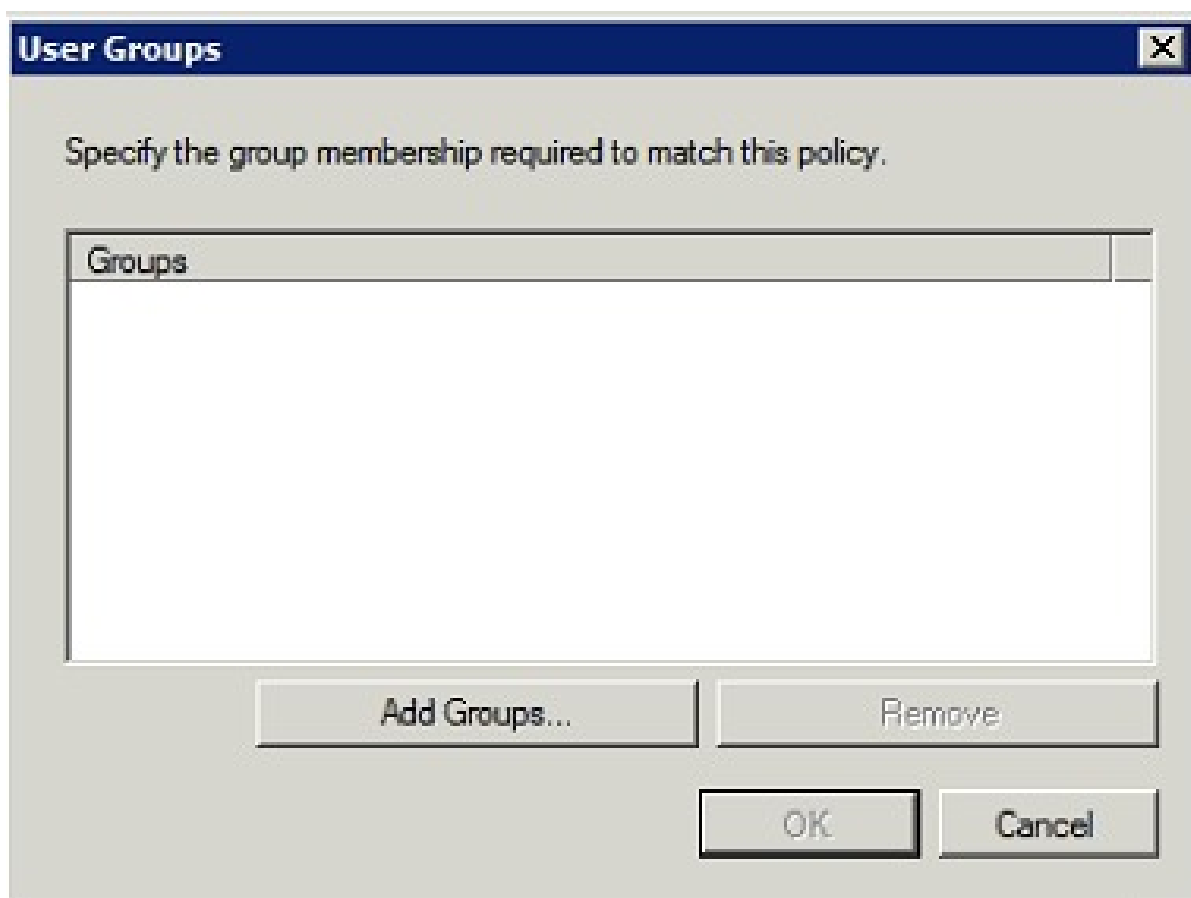 User Groups
Specify the group membership required to match this policy.
Groups
Add Groups...
Remove
OK
Cancel